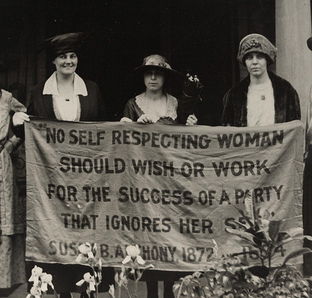 "NO SELF RESPECTING WOMAN
SHOULD WISH OR WORK
FOR THE SUCCESS OF A PARTY
THAT IGNORES HER
SUSAN B. ANTHONY, 1872